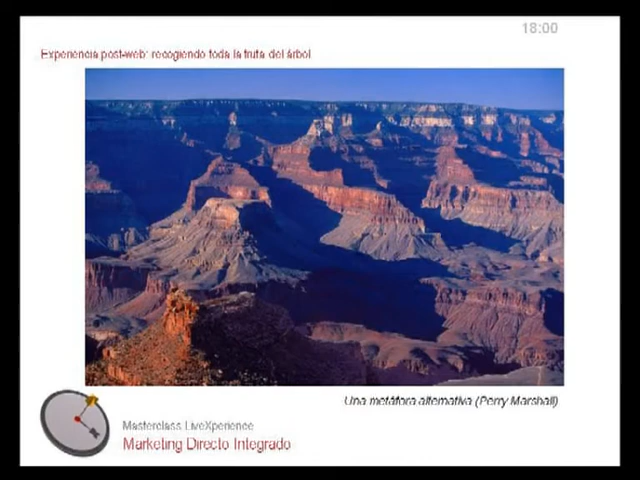 18:00
Experiencia post-web: recogiendo toda la fruta del árbol
Una metáfora alternativa (Perry Marshall)
Masterclass LiveXperience
Marketing Directo Integrado